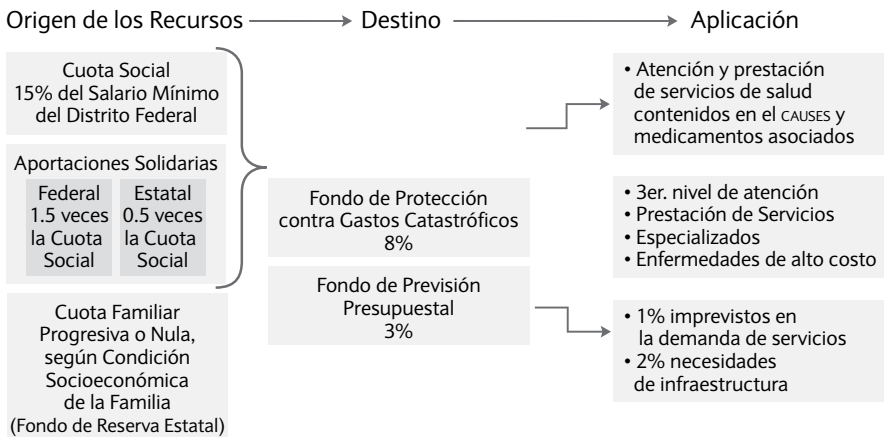 Origen de los Recursos
Destino
Aplicación
Cuota Social
15% del Salario Mínimo
del Distrito Federal
Aportaciones Solidarias
Federal
1.5 veces
la Cuota
Social
Estatal
0.5 veces
la Cuota
Social
Cuota Familiar
Progresiva o Nula,
según Condición
Socioeconómica
de la Familia
(Fondo de Reserva Estatal)
Fondo de Protección
contra Gastos Catastróficos
8%
Fondo de Previsión
Presupuestal
3%
• Atención y prestación
de servicios de salud
contenidos en el CAUSES y
medicamentos asociados
• 3er. nivel de atención
• Prestación de Servicios
• Especializados
• Enfermedades de alto costo
• 1% imprevistos en
la demanda de servicios
• 2% necesidades
de infraestructura